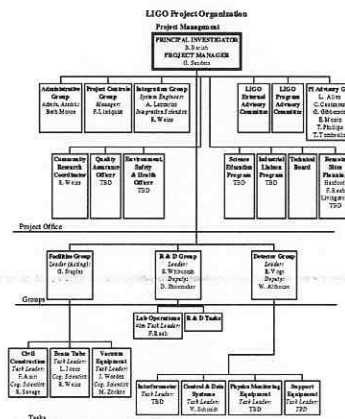 LIGO Project Organization
Project Management
PRINCIPAL INVESTIGATOR
B. Barish
PROJECT MANAGER
G. Sanders
Administrative
Group
Admin. Assist.:
Beth Moore
Project Controls
Group
Manager:
P. Lindquist
Integration Group
System Engineer:
A. Lazzarini
Integration Scientist:
R. Weiss
LIGO
External
Advisory
Committee
LIGO
Program
Advisory
Committee
PI Advisory
Community
Research
Coordinator
R. Weiss
Quality
Assurance
Officer
TBD
Environment,
Safety
& Health
Officer
TBD
Science
Education
Program
TBD
Industrial
Liaison
Program
TBD
Technical
Board
Project Office
Facilities Group
Leader (Acting):
G. Stapfer
R & D Group
Leader:
S. Whitcomb
Deputy:
D. Shoemaker
Detector Group
Leader:
R. Vogt
Deputy:
W. Althouse
Groups
Lab Operations
Task Leader:
F. Raab
R & D Tasks
Civil
Construction
Task Leader:
F. Asiri
Cog. Scientist:
R. Savage
Beam Tube
Task Leader:
L. Jones
Cog. Scientist:
R. Weiss
Vacuum
Equipment
Task Leader:
J. Worden
Cog. Scientist:
M. Zucker
Interferometer
Task Leader:
TBD
Control & Data
Systems
Task Leader:
V. Schmidt
Physics Monitoring
Equipment
Task Leader:
TBD
Support
Equipment
Task Leader:
TBD
Tasks